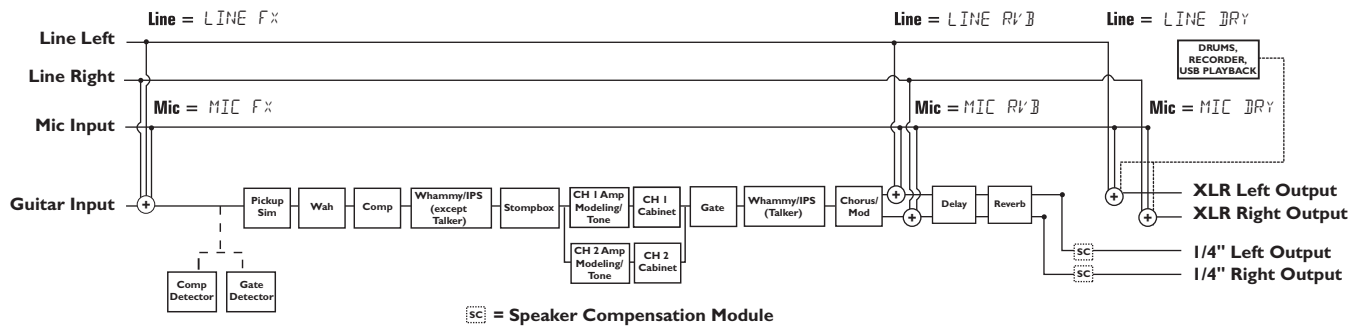 Line = LINE FX
Line = LINE RVB
Line = LINE DRY
Line Left
DRUMS,
RECORDER,
USB PLAYBACK
Line Right
Mic = MIC FX
Mic = MIC RVB
Mic = MIC DRY
Mic Input
Guitar Input
Pickup
Sim
Wah
Comp
Whammy/IPS
(except
Talker)
Stompbox
CH 1 Amp
Modeling/
Tone
CH 1
Cabinet
CH 2 Amp
Modeling/
Tone
CH 2
Cabinet
Gate
Whammy/IPS
(Talker)
Chorus/
Mod
Delay
Reverb
XLR Left Output
XLR Right Output
SC
1/4" Left Output
SC
1/4" Right Output
Comp
Detector
Gate
Detector
SC = Speaker Compensation Module